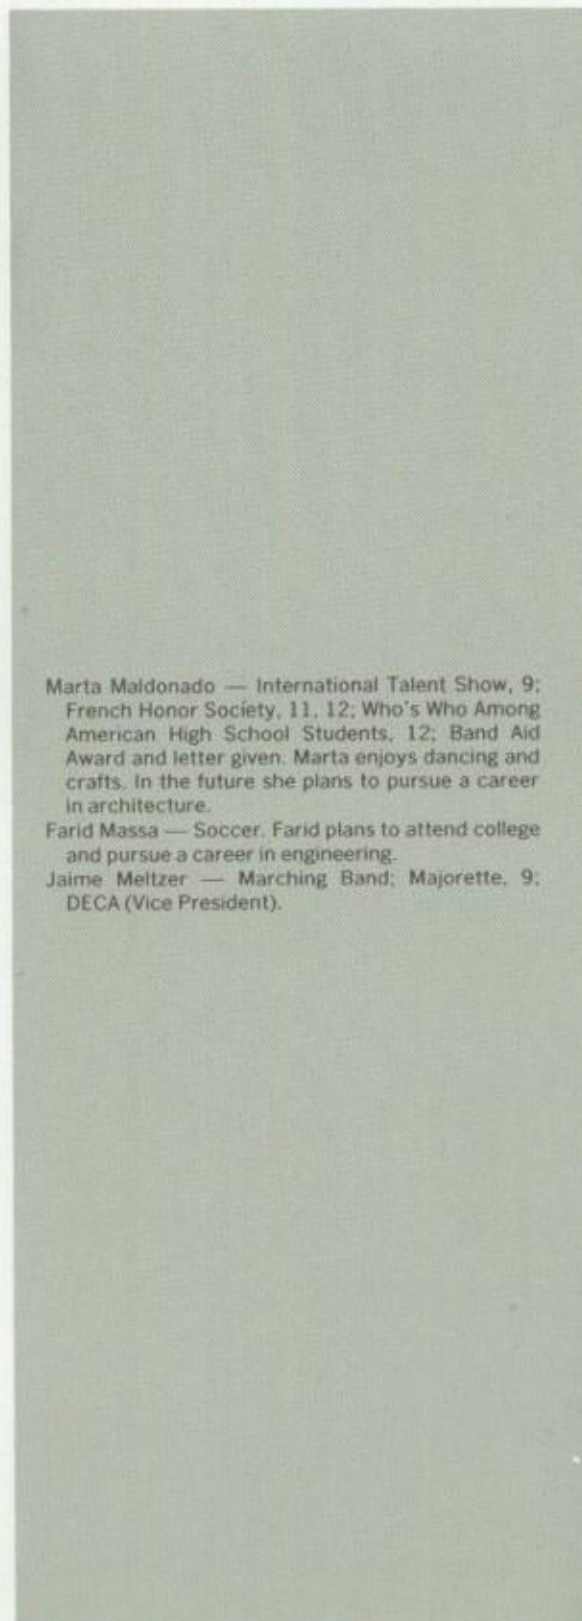 Marta Maldonado — International Talent Show, 9;
French Honor Society, 11, 12; Who's Who Among
American High School Students, 12; Band Aid
Award and letter given. Marta enjoys dancing and
crafts. In the future she plans to pursue a career
in architecture.
Farid Massa — Soccer. Farid plans to attend college
and pursue a career in engineering.
Jaime Meltzer — Marching Band; Majorette, 9;
DECA (Vice President).